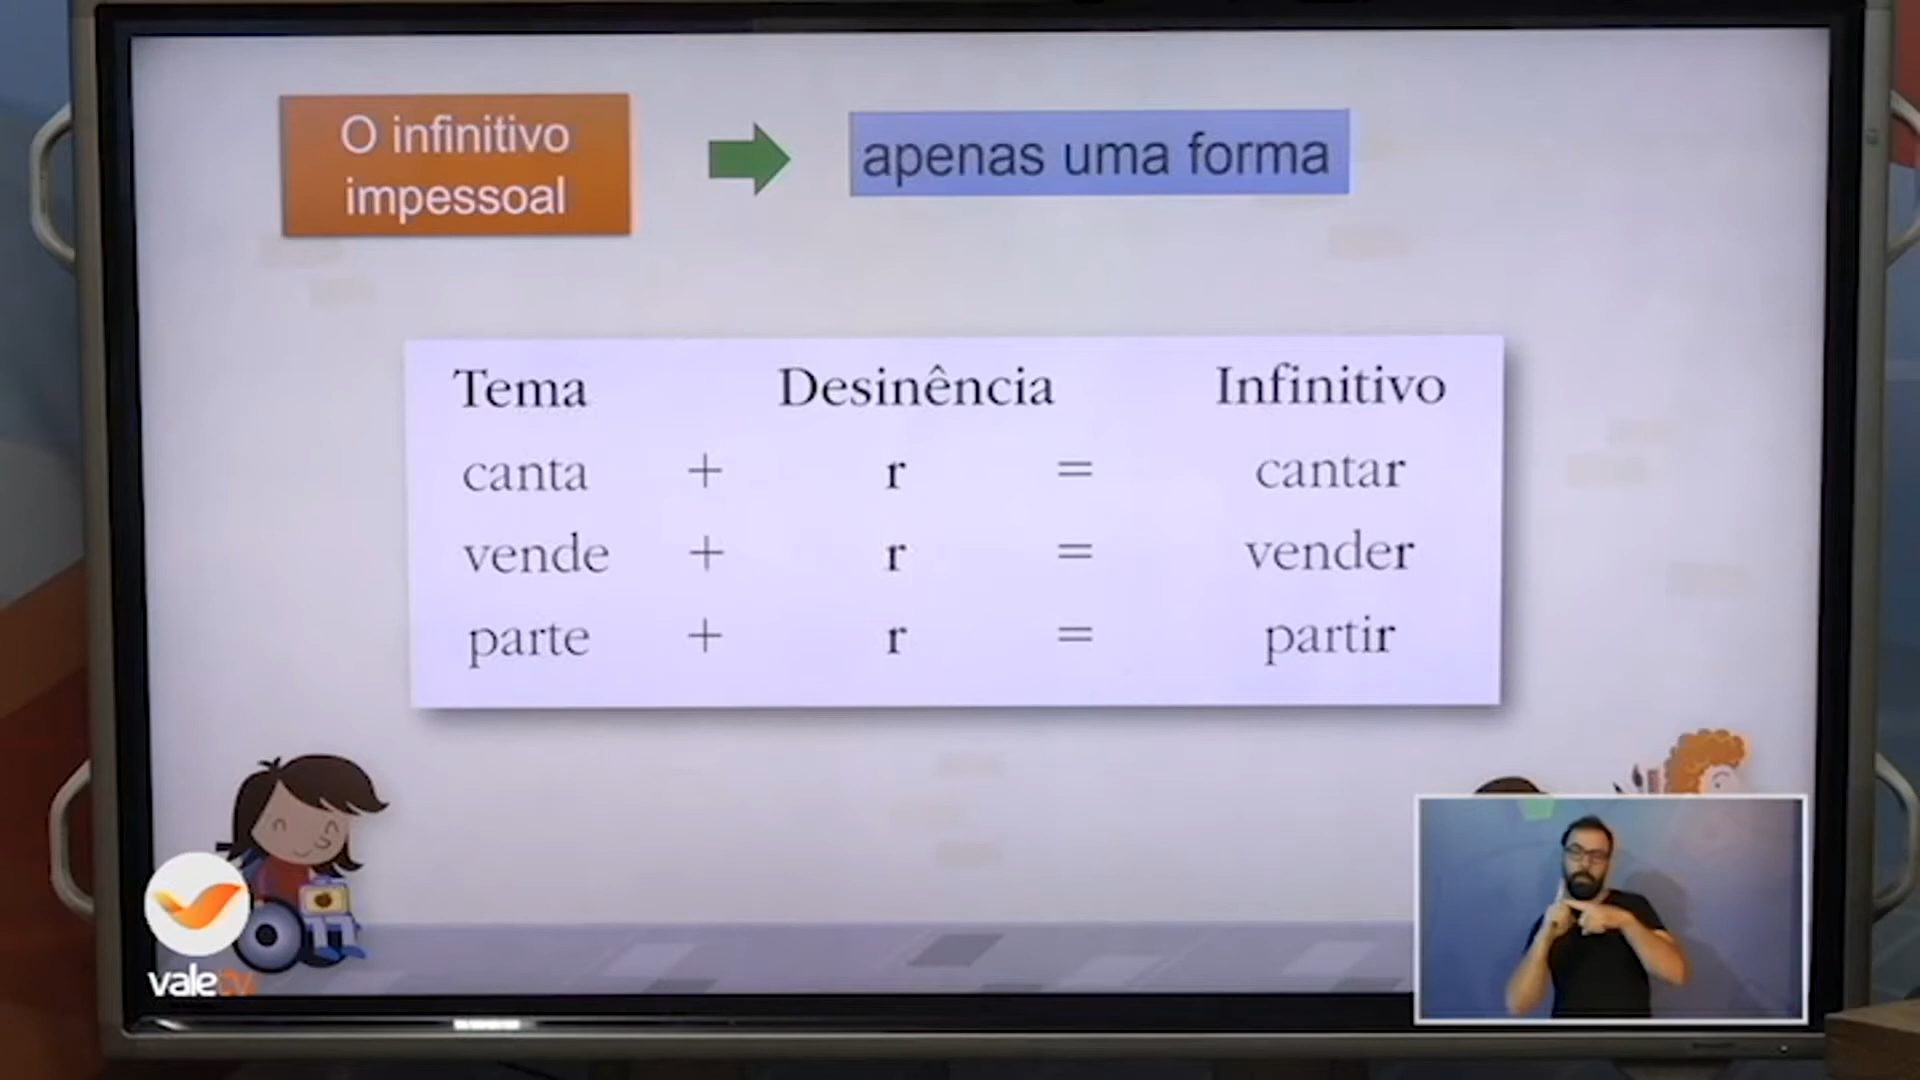 O infinitivo
impessoal
apenas uma forma
Tema Desinência Infinitivo
canta + r = cantar
vende + r = vender
parte + r = partir
valetv